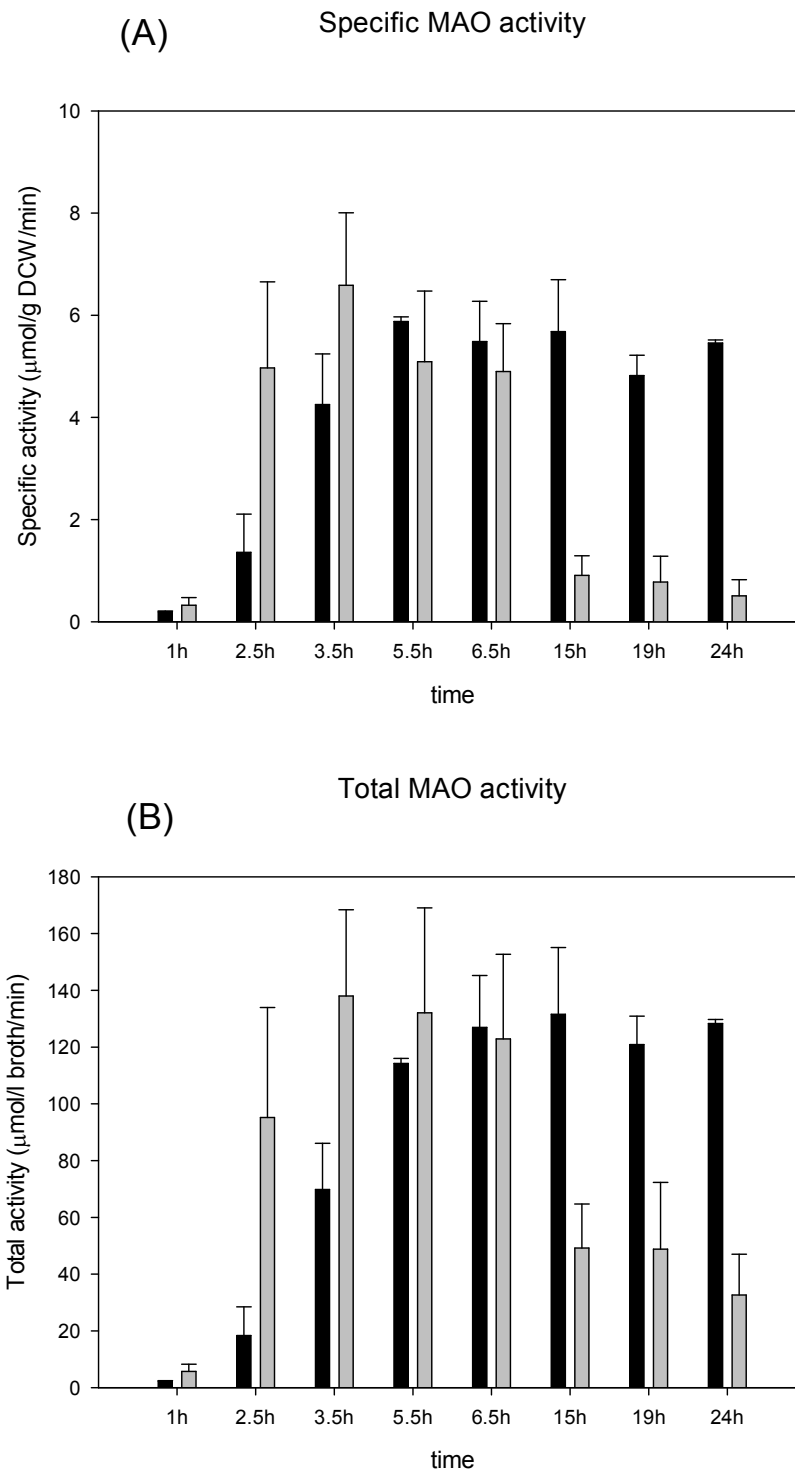 (A)
Specific MAO activity
Specific activity (μmol/g DCW/min)
10
8
6
4
2
0
1h 2.5h 3.5h 5.5h 6.5h 15h 19h 24h
time
Total MAO activity
(B)
Total activity (μmol/l broth/min)
180
160
140
120
100
80
60
40
20
0
1h 2.5h 3.5h 5.5h 6.5h 15h 19h 24h
time